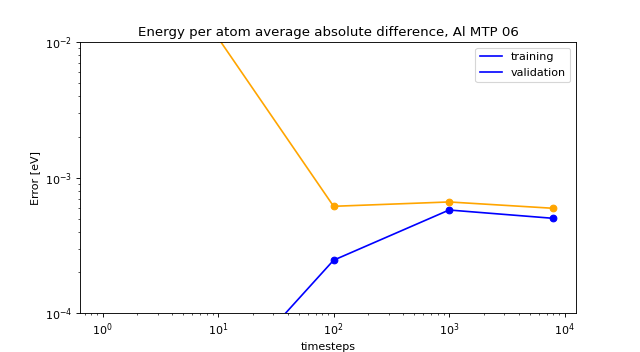 Energy per atom average absolute difference, Al MTP 06
training
validation
10⁻²
10⁻³
10⁻⁴
Error [eV]
10⁰ 10¹ 10² 10³ 10⁴
timesteps